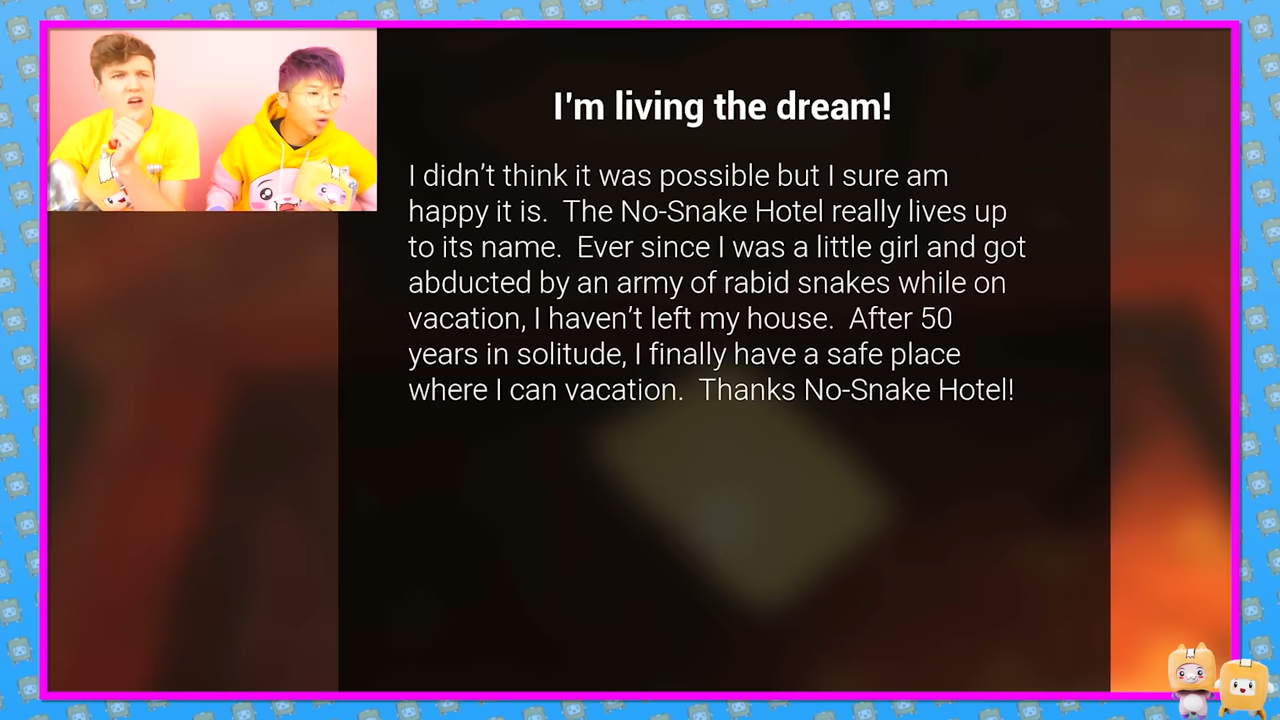 I'm living the dream!
I didn’t think it was possible but I sure am
happy it is.  The No-Snake Hotel really lives up
to its name.  Ever since I was a little girl and got
abducted by an army of rabid snakes while on
vacation, I haven’t left my house.  After 50
years in solitude, I finally have a safe place
where I can vacation.  Thanks No-Snake Hotel!